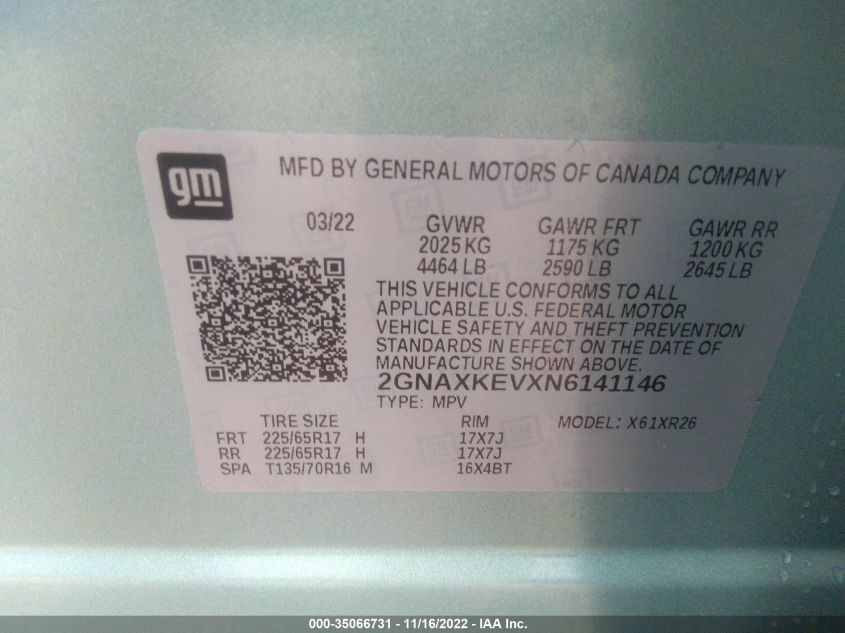 gm
MFD BY GENERAL MOTORS OF CANADA COMPANY
03/22 GVWR GAWR FRT GAWR RR
2025 KG 1175 KG 1200 KG
4464 LB 2590 LB 2645 LB
THIS VEHICLE CONFORMS TO ALL
APPLICABLE U.S. FEDERAL MOTOR
VEHICLE SAFETY AND THEFT PREVENTION
STANDARDS IN EFFECT ON THE DATE OF
MANUFACTURE SHOWN ABOVE.
2GNAXKEVXN6141146
TYPE: MPV
TIRE SIZE RIM MODEL: X61XR26
FRT 225/65R17 H 17X7J
RR 225/65R17 H 17X7J
SPA T135/70R16 M 16X4BT
000-35066731 - 11/16/2022 - IAA Inc.